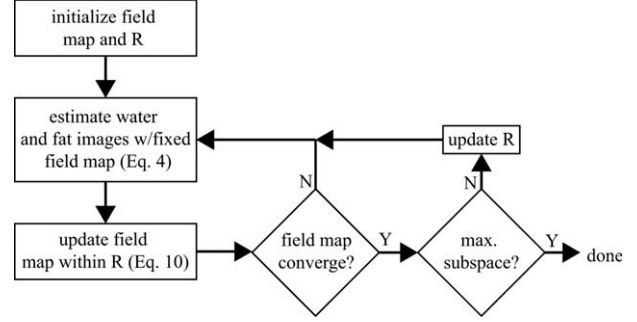 initialize field
map and R
estimate water
and fat images w/fixed
field map (Eq. 4)
update R
N
N
update field
map within R (Eq. 10)
field map
converge?
Y
max.
subspace?
Y
done